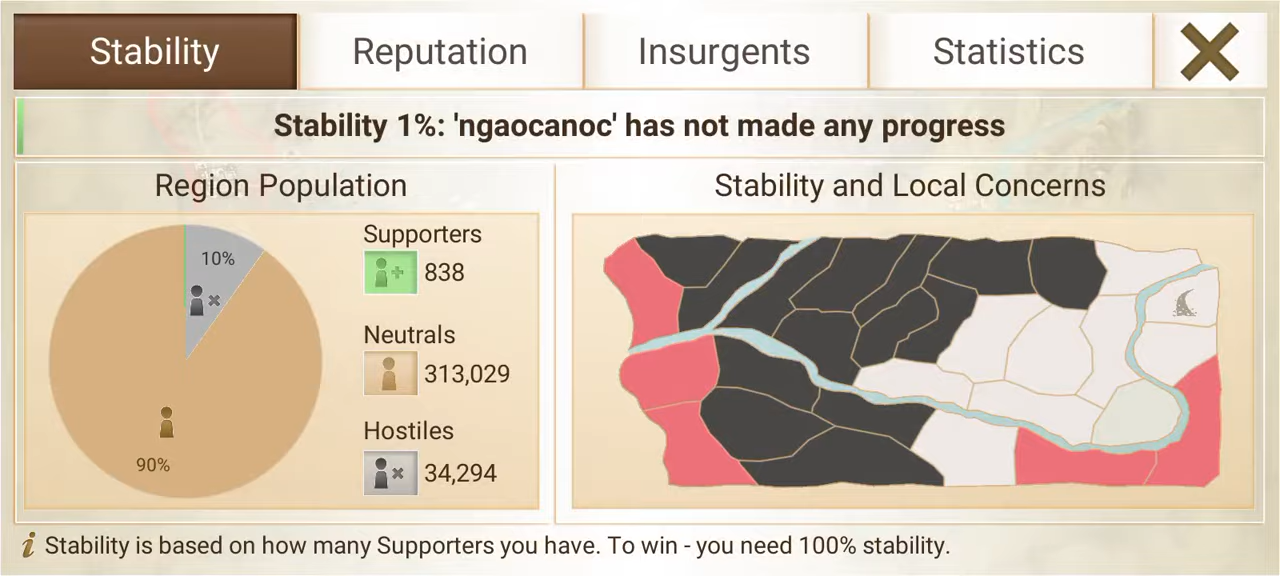 Stability
Reputation
Insurgents
Statistics
Stability 1%: 'ngaocanoc' has not made any progress
Region Population
10%
90%
Supporters
838
Neutrals
313,029
Hostiles
34,294
Stability and Local Concerns
i Stability is based on how many Supporters you have. To win - you need 100% stability.